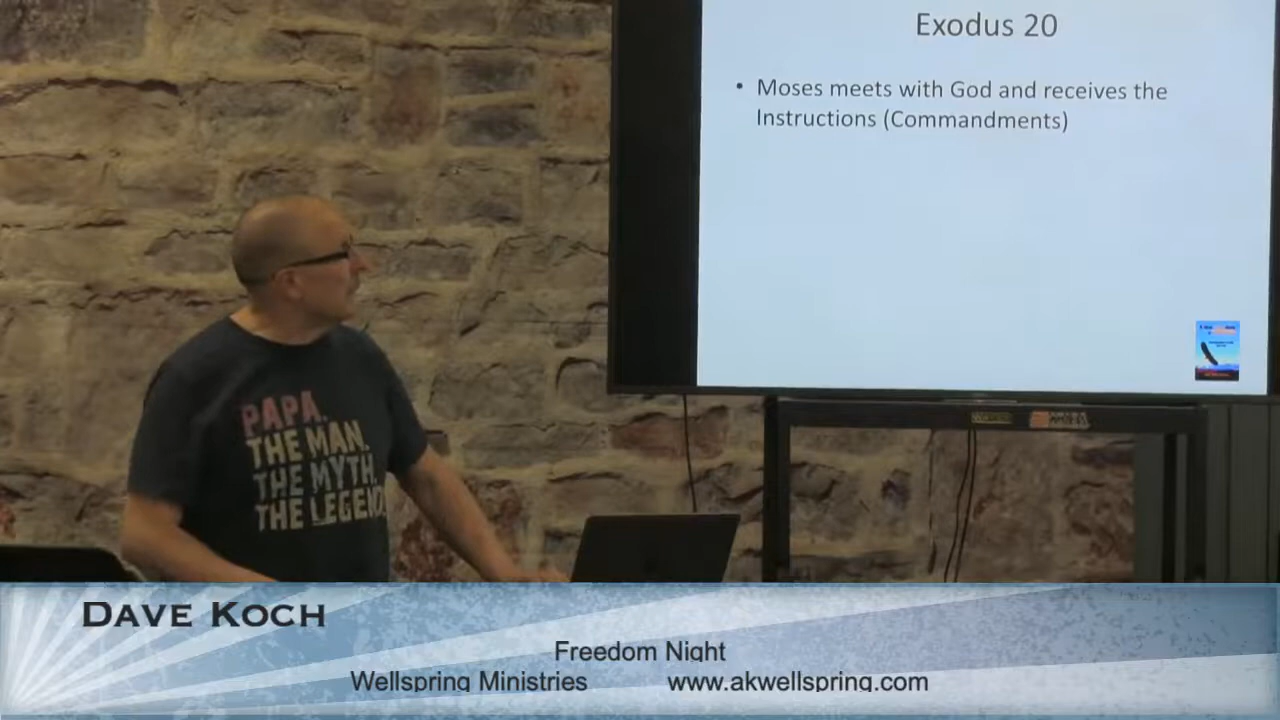 Exodus 20
• Moses meets with God and receives the
Instructions (Commandments)
PAPA.
THE MAN.
THE MYTH.
THE LEGEND
DAVE KOCH
Freedom Night
Wellspring Ministries www.akwellspring.com